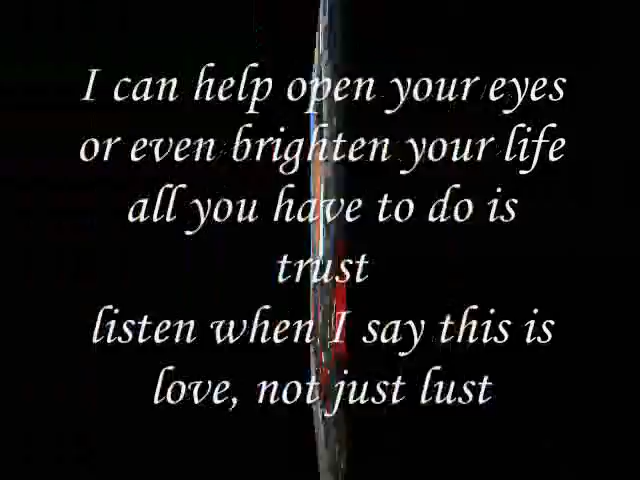 I can help open your eyes
or even brighten your life
all you have to do is
trust
listen when I say this is
love, not just lust